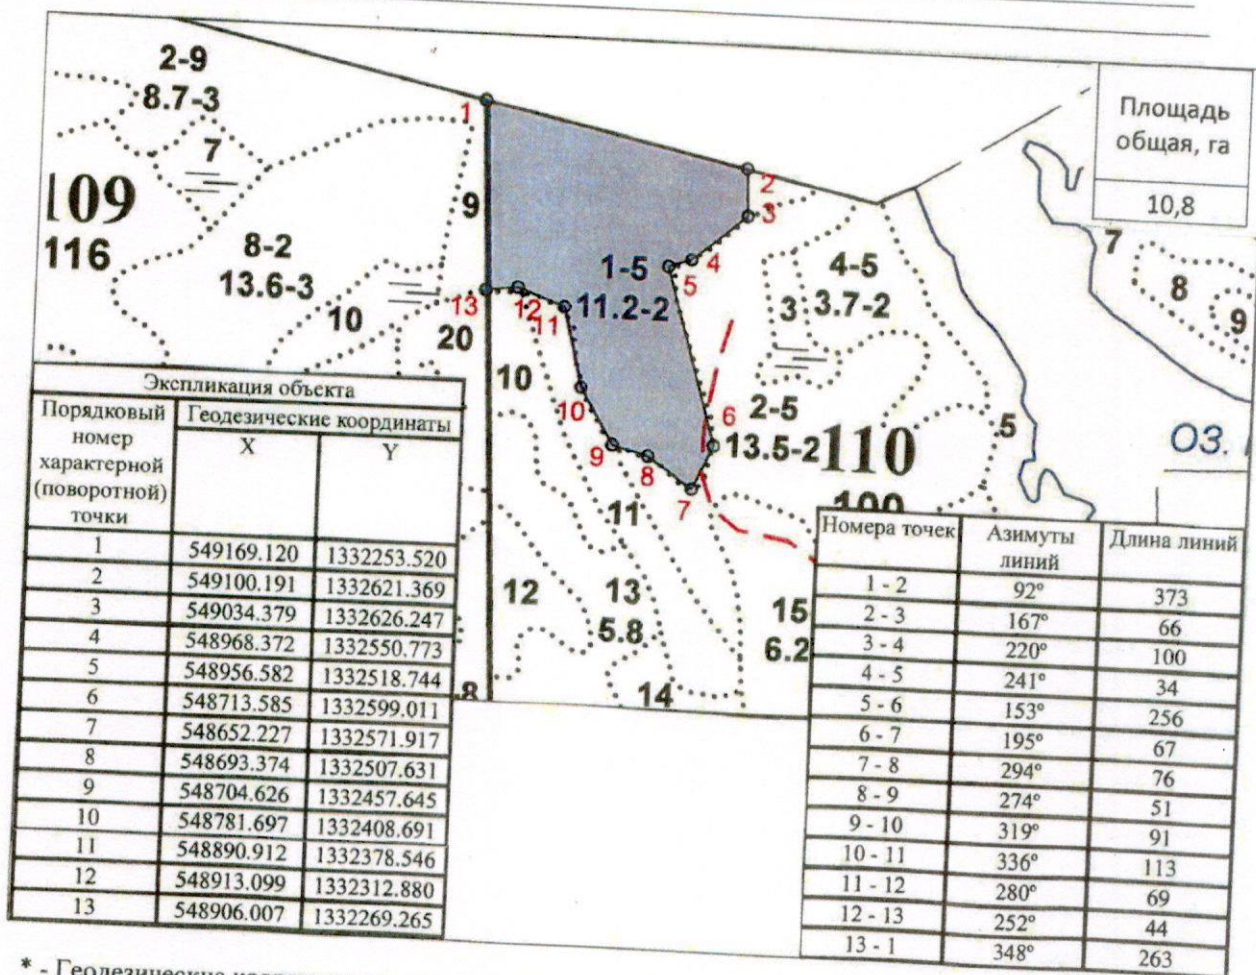 2-9
8.7-3
7
109
116
8-2
13.6-3
10
20
9
1
2
3
4
5
6
7
8
9
10
11
12
13
1-5
11.2-2
4-5
3.7-2
3
2-5
13.5-2
110
5
7
8
9
ОЗ.
10
11
12
13
5.8
14
15
6.2
8
Площадь общая, га
10,8
Экспликация объекта
Порядковый номер характерной (поворотной) точки | Геодезические координаты
X | Y
1 | 549169.120 | 1332253.520
2 | 549100.191 | 1332621.369
3 | 549034.379 | 1332626.247
4 | 548968.372 | 1332550.773
5 | 548956.582 | 1332518.744
6 | 548713.585 | 1332599.011
7 | 548652.227 | 1332571.917
8 | 548693.374 | 1332507.631
9 | 548704.626 | 1332457.645
10 | 548781.697 | 1332408.691
11 | 548890.912 | 1332378.546
12 | 548913.099 | 1332312.880
13 | 548906.007 | 1332269.265
Номера точек | Азимуты линий | Длина линий
1 - 2 | 92° | 373
2 - 3 | 167° | 66
3 - 4 | 220° | 100
4 - 5 | 241° | 34
5 - 6 | 153° | 256
6 - 7 | 195° | 67
7 - 8 | 294° | 76
8 - 9 | 274° | 51
9 - 10 | 319° | 91
10 - 11 | 336° | 113
11 - 12 | 280° | 69
12 - 13 | 252° | 44
13 - 1 | 348° | 263
* - Геодезические